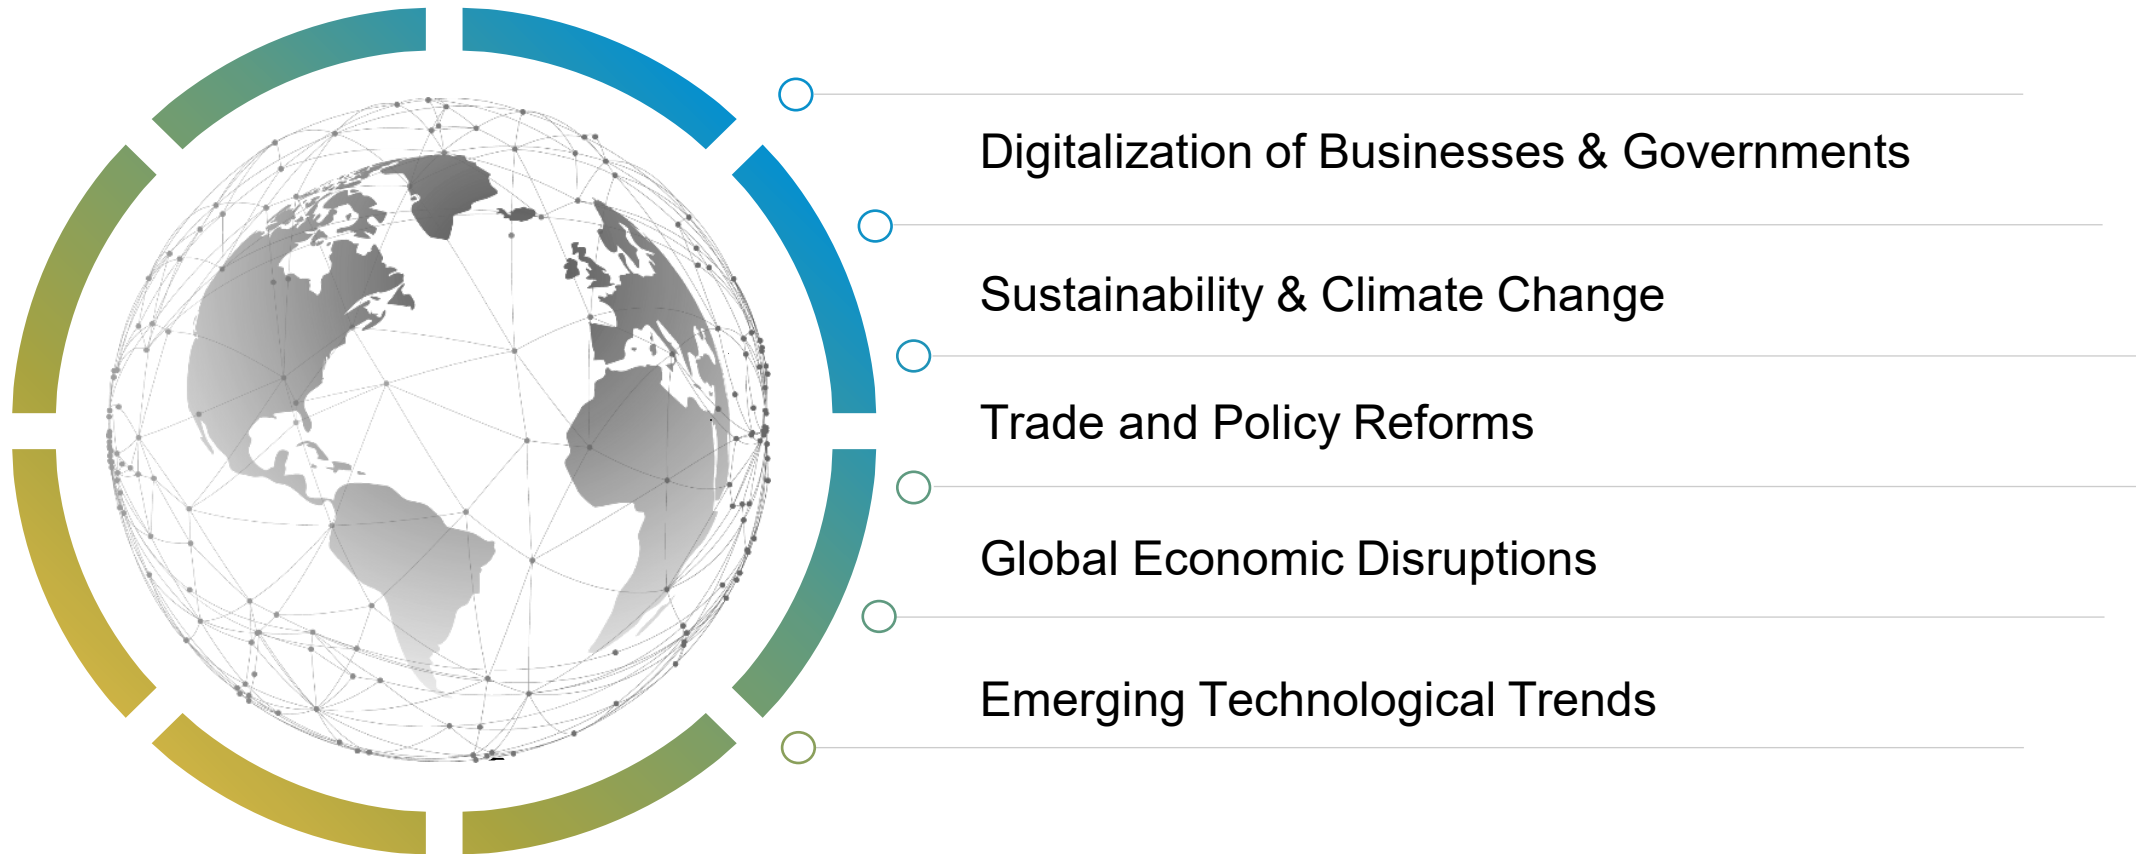 Digitalization of Businesses & Governments
Sustainability & Climate Change
Trade and Policy Reforms
Global Economic Disruptions
Emerging Technological Trends